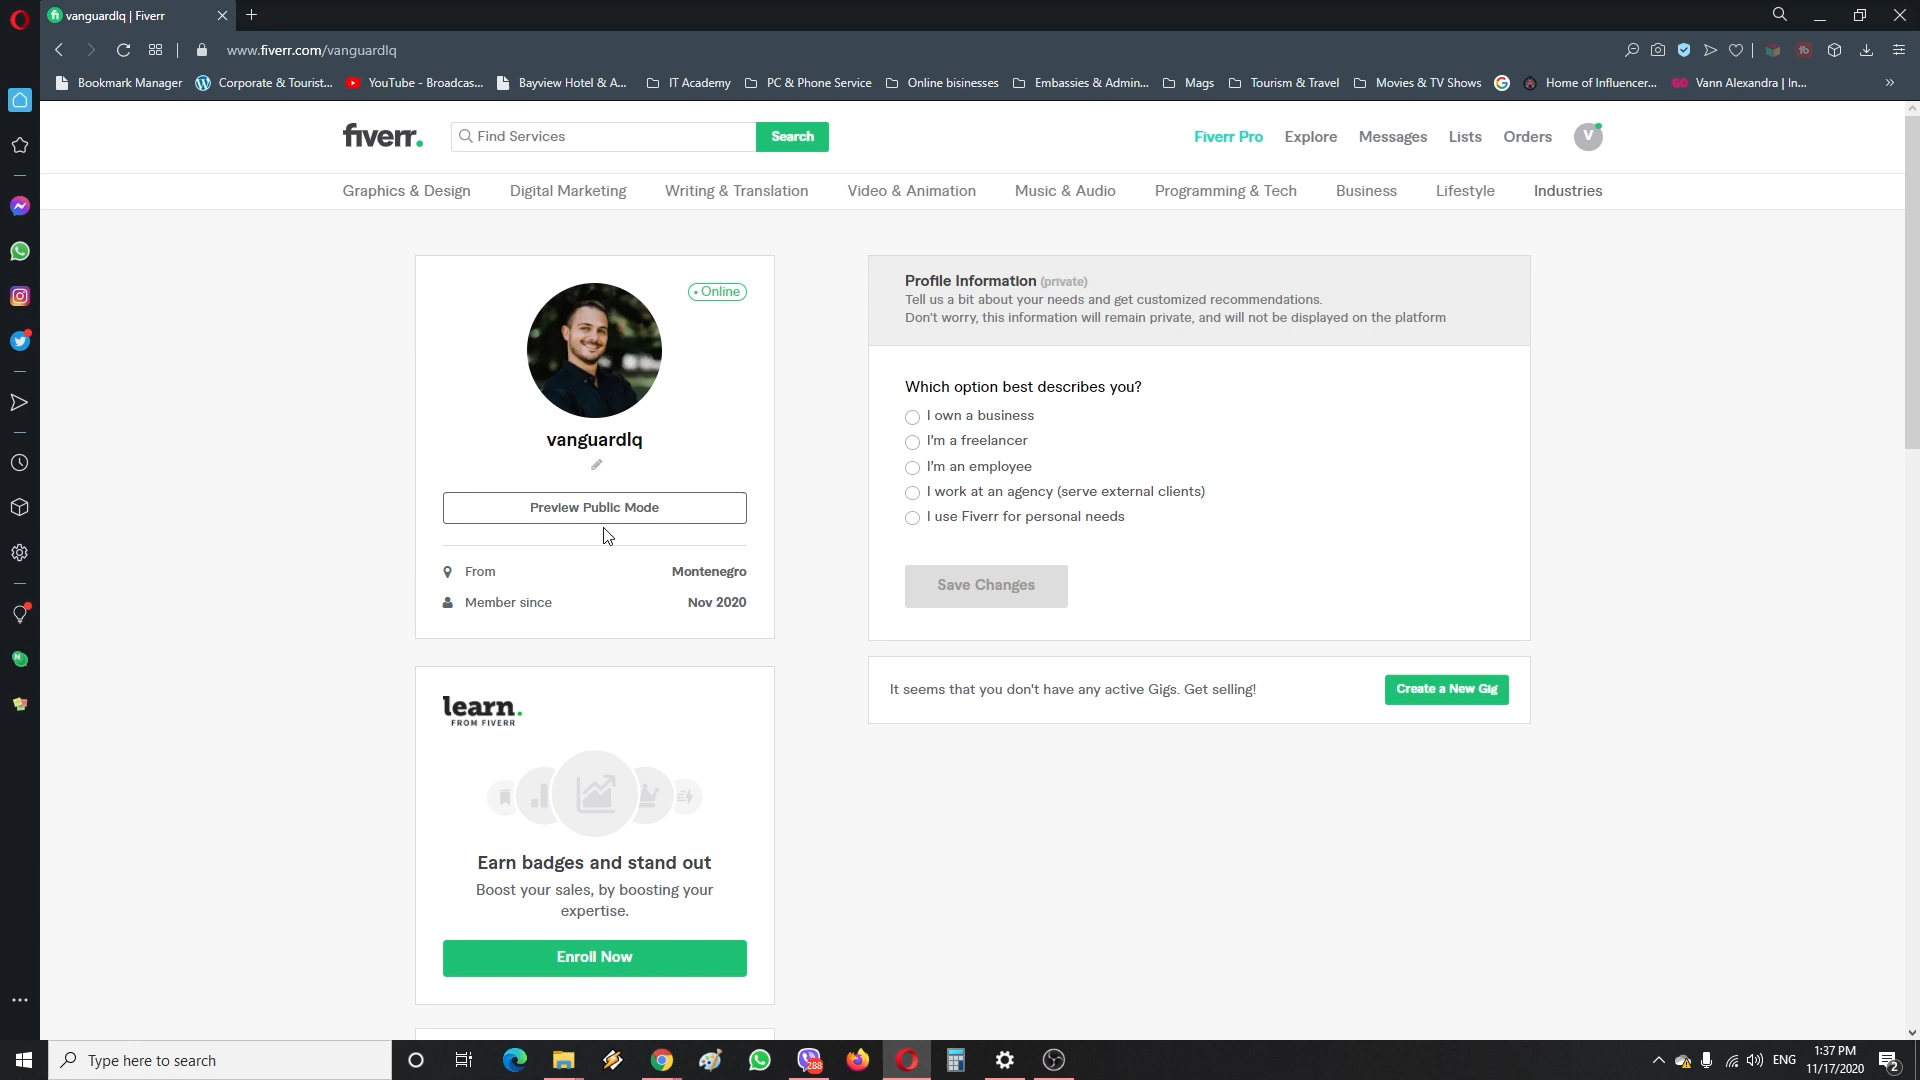 vanguardlq | Fiverr
www.fiverr.com/vanguardlq
Bookmark Manager
Corporate & Tourist...
YouTube - Broadcas...
Bayview Hotel & A...
IT Academy
PC & Phone Service
Online bisinesses
Embassies & Admin...
Mags
Tourism & Travel
Movies & TV Shows
Home of Influencer...
Vann Alexandra | In...
»
fiverr.
Find Services
Search
Fiverr Pro
Explore
Messages
Lists
Orders
V
Graphics & Design
Digital Marketing
Writing & Translation
Video & Animation
Music & Audio
Programming & Tech
Business
Lifestyle
Industries
Online
vanguardlq
Preview Public Mode
From Montenegro
Member since Nov 2020
Profile Information (private)
Tell us a bit about your needs and get customized recommendations.
Don't worry, this information will remain private, and will not be displayed on the platform
Which option best describes you?
I own a business
I'm a freelancer
I'm an employee
I work at an agency (serve external clients)
I use Fiverr for personal needs
Save Changes
It seems that you don't have any active Gigs. Get selling!
Create a New Gig
learn.
FROM FIVERR
Earn badges and stand out
Boost your sales, by boosting your
expertise.
Enroll Now
Type here to search
288
ENG
1:37 PM
11/17/2020
2